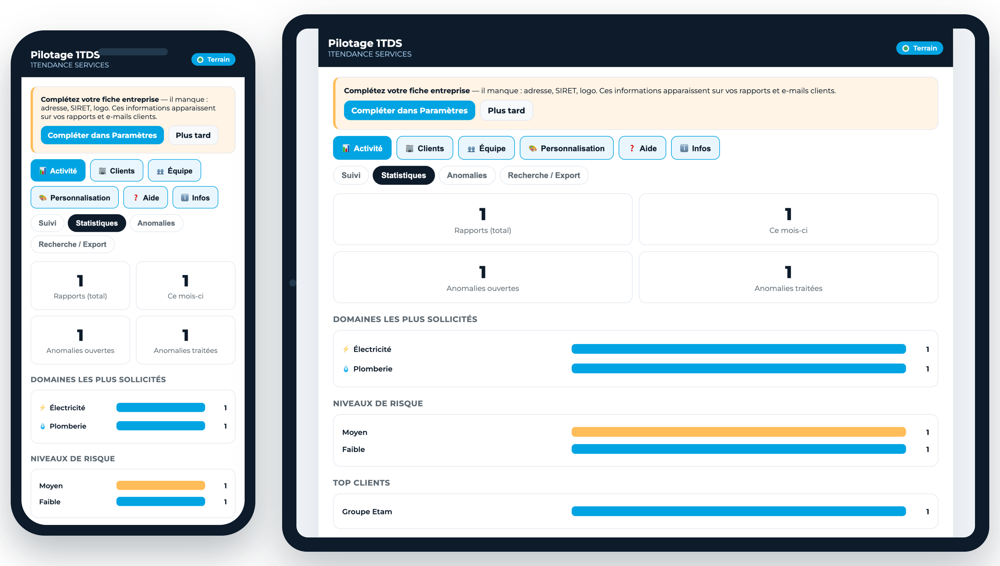 Pilotage 1TDS
1TENDANCE SERVICES
Terrain
Complétez votre fiche entreprise — il manque :
adresse, SIRET, logo. Ces informations apparaissent
sur vos rapports et e-mails clients.
Compléter dans Paramètres
Plus tard
Activité
Clients
Équipe
Personnalisation
Aide
Infos
Suivi
Statistiques
Anomalies
Recherche / Export
1
Rapports (total)
1
Ce mois-ci
1
Anomalies ouvertes
1
Anomalies traitées
DOMAINES LES PLUS SOLLICITÉS
Électricité 1
Plomberie 1
NIVEAUX DE RISQUE
Moyen 1
Faible 1
Pilotage 1TDS
1TENDANCE SERVICES
Terrain
Complétez votre fiche entreprise — il manque : adresse, SIRET, logo. Ces informations apparaissent sur vos rapports et e-mails clients.
Compléter dans Paramètres
Plus tard
Activité
Clients
Équipe
Personnalisation
Aide
Infos
Suivi
Statistiques
Anomalies
Recherche / Export
1
Rapports (total)
1
Ce mois-ci
1
Anomalies ouvertes
1
Anomalies traitées
DOMAINES LES PLUS SOLLICITÉS
Électricité 1
Plomberie 1
NIVEAUX DE RISQUE
Moyen 1
Faible 1
TOP CLIENTS
Groupe Etam 1